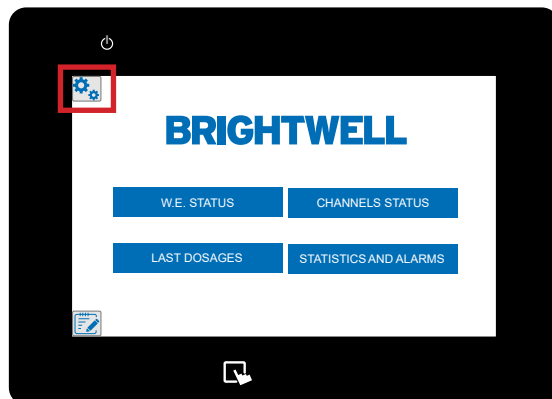 BRIGHTWELL
W.E. STATUS
CHANNELS STATUS
LAST DOSAGES
STATISTICS AND ALARMS